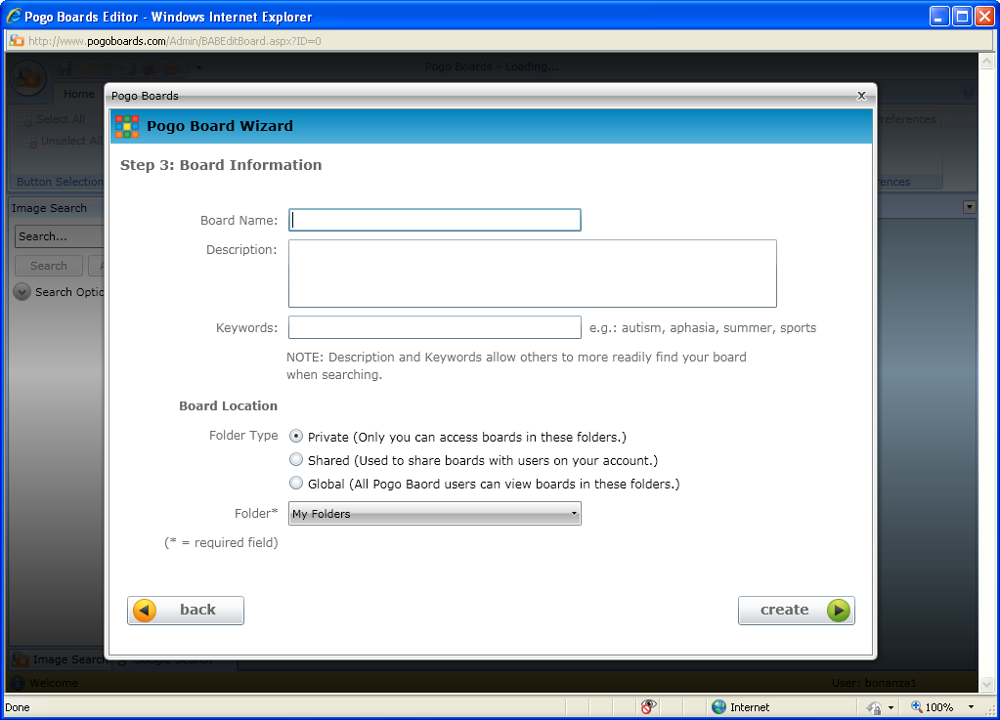 Pogo Boards Editor - Windows Internet Explorer
http://www.pogoboards.com/Admin/BABEditBoard.aspx?ID=0
Pogo Boards - Loading...
Home
Select All
Unselect All
Button Selection
Preferences
Image Search
Search...
Search
Search Optio
Pogo Boards
x
Pogo Board Wizard
Step 3: Board Information
Board Name:
Description:
Keywords: e.g.: autism, aphasia, summer, sports
NOTE: Description and Keywords allow others to more readily find your board
when searching.
Board Location
Folder Type Private (Only you can access boards in these folders.)
Shared (Used to share boards with users on your account.)
Global (All Pogo Baord users can view boards in these folders.)
Folder* My Folders
(* = required field)
back
create
Image Search Google Search
Welcome User: bonanza1
Done Internet 100%